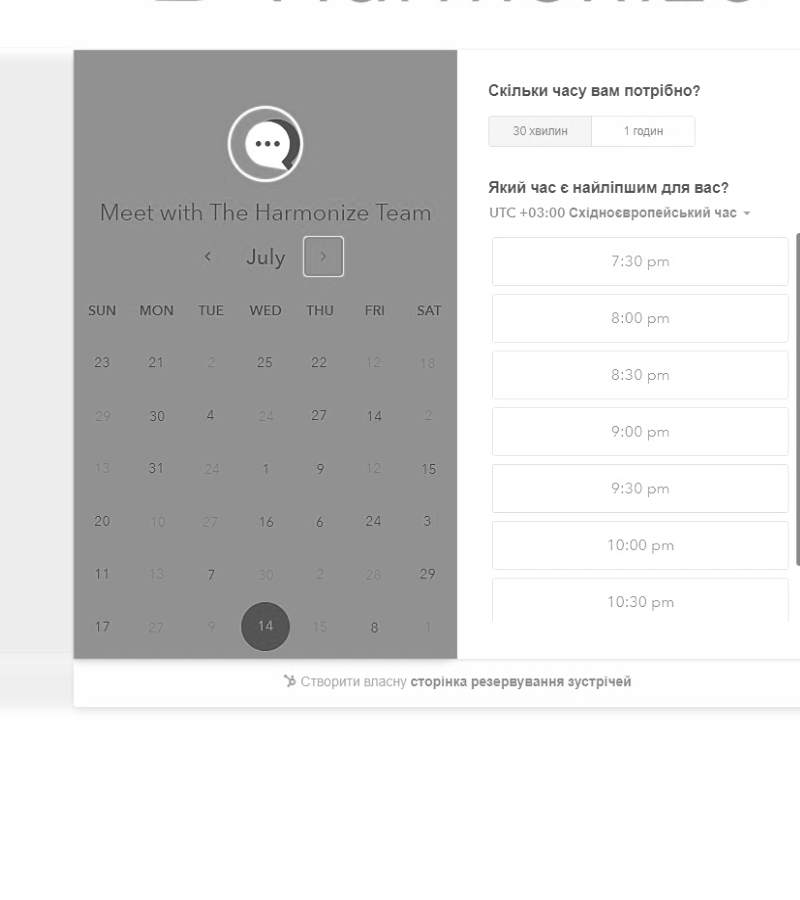 Meet with The Harmonize Team
July
SUN MON TUE WED THU FRI SAT
23 21 2 25 22 12 18
29 30 4 24 27 14 2
13 31 24 1 9 12 15
20 10 27 16 6 24 3
11 13 7 30 2 28 29
17 27 9 14 15 8 1
Скільки часу вам потрібно?
30 хвилин 1 годин
Який час є найліпшим для вас?
UTC +03:00 Східноєвропейський час
7:30 pm
8:00 pm
8:30 pm
9:00 pm
9:30 pm
10:00 pm
10:30 pm
Створити власну сторінка резервування зустрічей